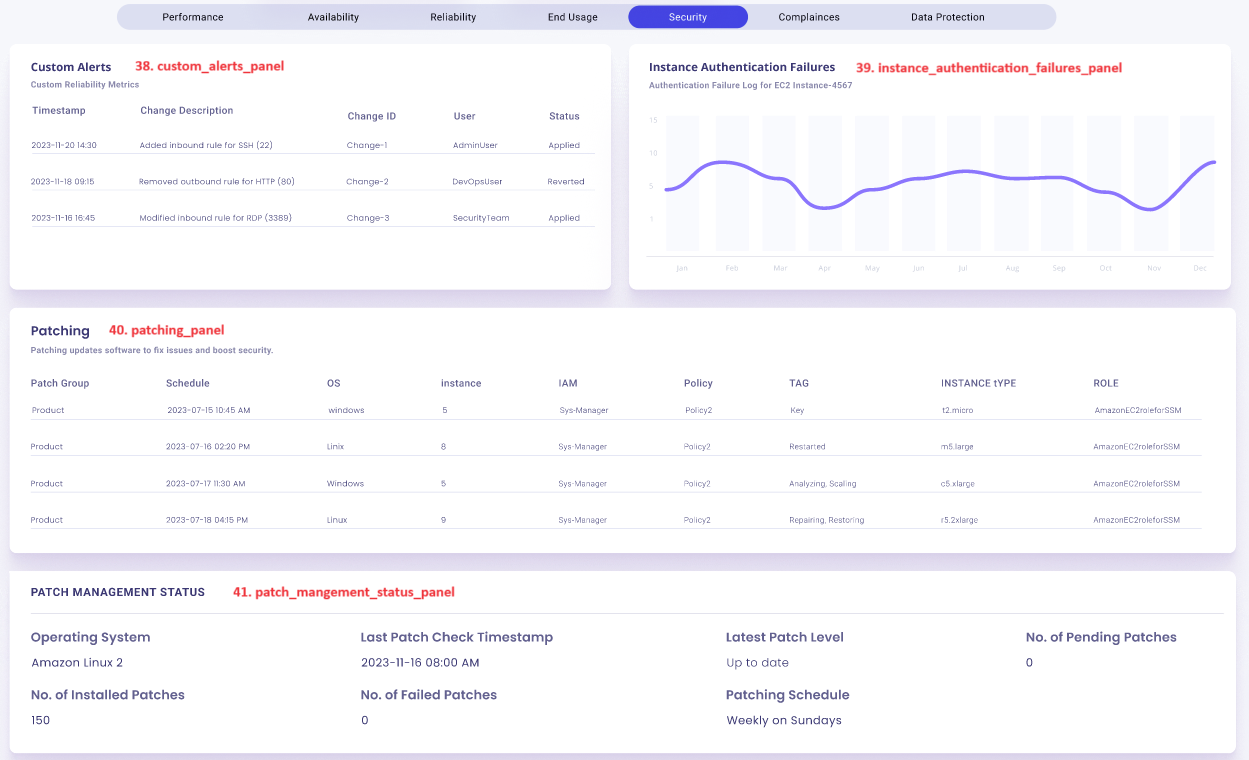 Performance Availability Reliability End Usage Security Complainces Data Protection
Custom Alerts 38. custom_alerts_panel
Custom Reliability Metrics
Timestamp Change Description Change ID User Status
2023-11-20 14:30 Added inbound rule for SSH (22) Change-1 AdminUser Applied
2023-11-18 09:15 Removed outbound rule for HTTP (80) Change-2 DevOpsUser Reverted
2023-11-16 16:45 Modified inbound rule for RDP (3389) Change-3 SecurityTeam Applied
Instance Authentication Failures 39. instance_authentiication_failures_panel
Authentication Failure Log for EC2 Instance-4567
15
10
5
1
Jan Feb Mar Apr May Jun Jul Aug Sep Oct Nov Dec
Patching 40. patching_panel
Patching updates software to fix issues and boost security.
Patch Group Schedule OS instance IAM Policy TAG INSTANCE tYPE ROLE
Product 2023-07-15 10:45 AM windows 5 Sys-Manager Policy2 Key t2.micro AmazonEC2roleforSSM
Product 2023-07-16 02:20 PM Linix 8 Sys-Manager Policy2 Restarted m5.large AmazonEC2roleforSSM
Product 2023-07-17 11:30 AM Windows 5 Sys-Manager Policy2 Analyzing, Scaling c5.xlarge AmazonEC2roleforSSM
Product 2023-07-18 04:15 PM Linux 9 Sys-Manager Policy2 Repairing, Restoring r5.2xlarge AmazonEC2roleforSSM
PATCH MANAGEMENT STATUS 41. patch_mangement_status_panel
Operating System Last Patch Check Timestamp Latest Patch Level No. of Pending Patches
Amazon Linux 2 2023-11-16 08:00 AM Up to date 0
No. of Installed Patches No. of Failed Patches Patching Schedule
150 0 Weekly on Sundays